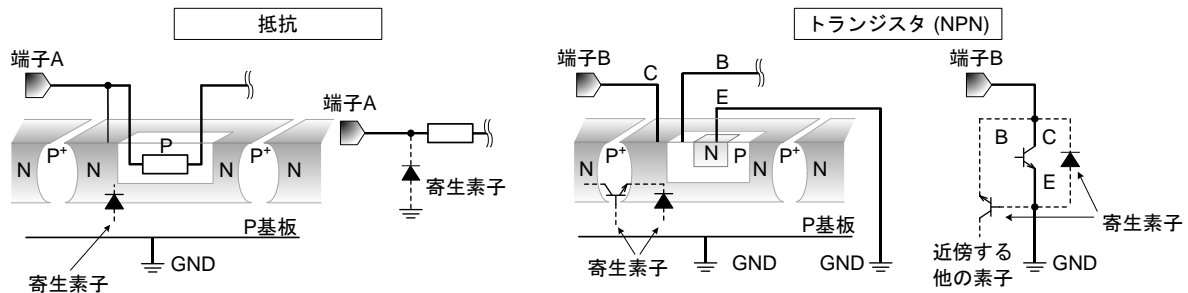 抵抗
端子A
P
N
P+
N
N
P+
N
P基板
寄生素子
GND
端子A
寄生素子
トランジスタ (NPN)
端子B
C
B
E
N
P+
N
N
P
N
P+
N
P基板
寄生素子
GND
GND
端子B
B
C
E
寄生素子
近傍する
他の素子
GND